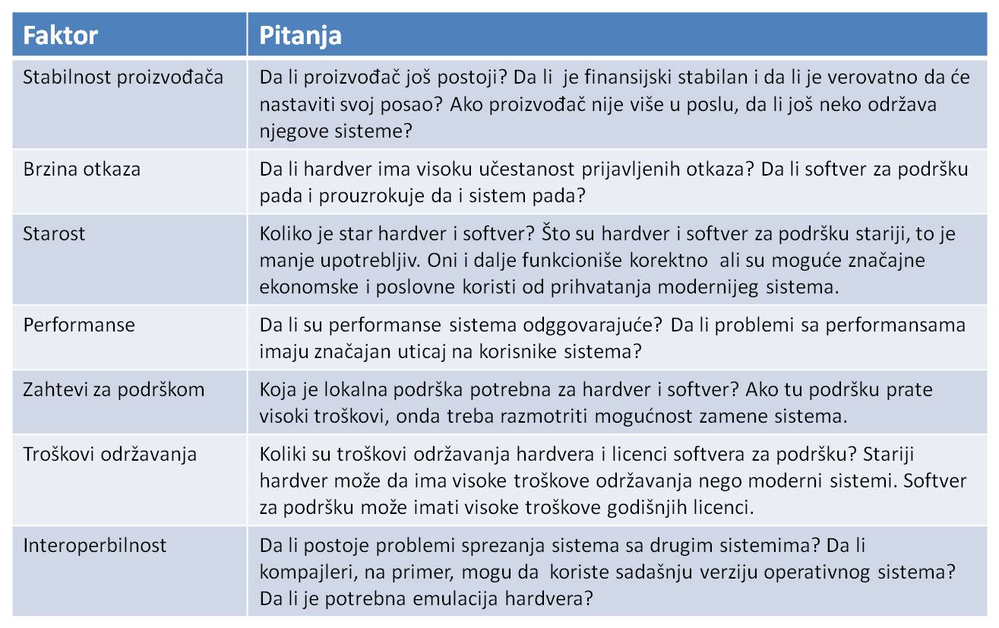 Faktor
Pitanja
Stabilnost proizvođača
Da li proizvođač još postoji? Da li  je finansijski stabilan i da li je verovatno da će
nastaviti svoj posao? Ako proizvođač nije više u poslu, da li još neko održava
njegove sisteme?
Brzina otkaza
Da li hardver ima visoku učestanost prijavljenih otkaza? Da li softver za podršku
pada i prouzrokuje da i sistem pada?
Starost
Koliko je star hardver i softver? Što su hardver i softver za podršku stariji, to je
manje upotrebljiv. Oni i dalje funkcioniše korektno  ali su moguće značajne
ekonomske i poslovne koristi od prihvatanja modernijeg sistema.
Performanse
Da li su performanse sistema odggovarajuće? Da li problemi sa performansama
imaju značajan uticaj na korisnike sistema?
Zahtevi za podrškom
Koja je lokalna podrška potrebna za hardver i softver? Ako tu podršku prate
visoki troškovi, onda treba razmotriti mogućnost zamene sistema.
Troškovi održavanja
Koliki su troškovi održavanja hardvera i licenci softvera za podršku? Stariji
hardver može da ima visoke troškove održavanja nego moderni sistemi. Softver
za podršku može imati visoke troškove godišnjih licenci.
Interoperbilnost
Da li postoje problemi sprezanja sistema sa drugim sistemima? Da li
kompajleri, na primer, mogu da  koriste sadašnju verziju operativnog sistema?
Da li je potrebna emulacija hardvera?